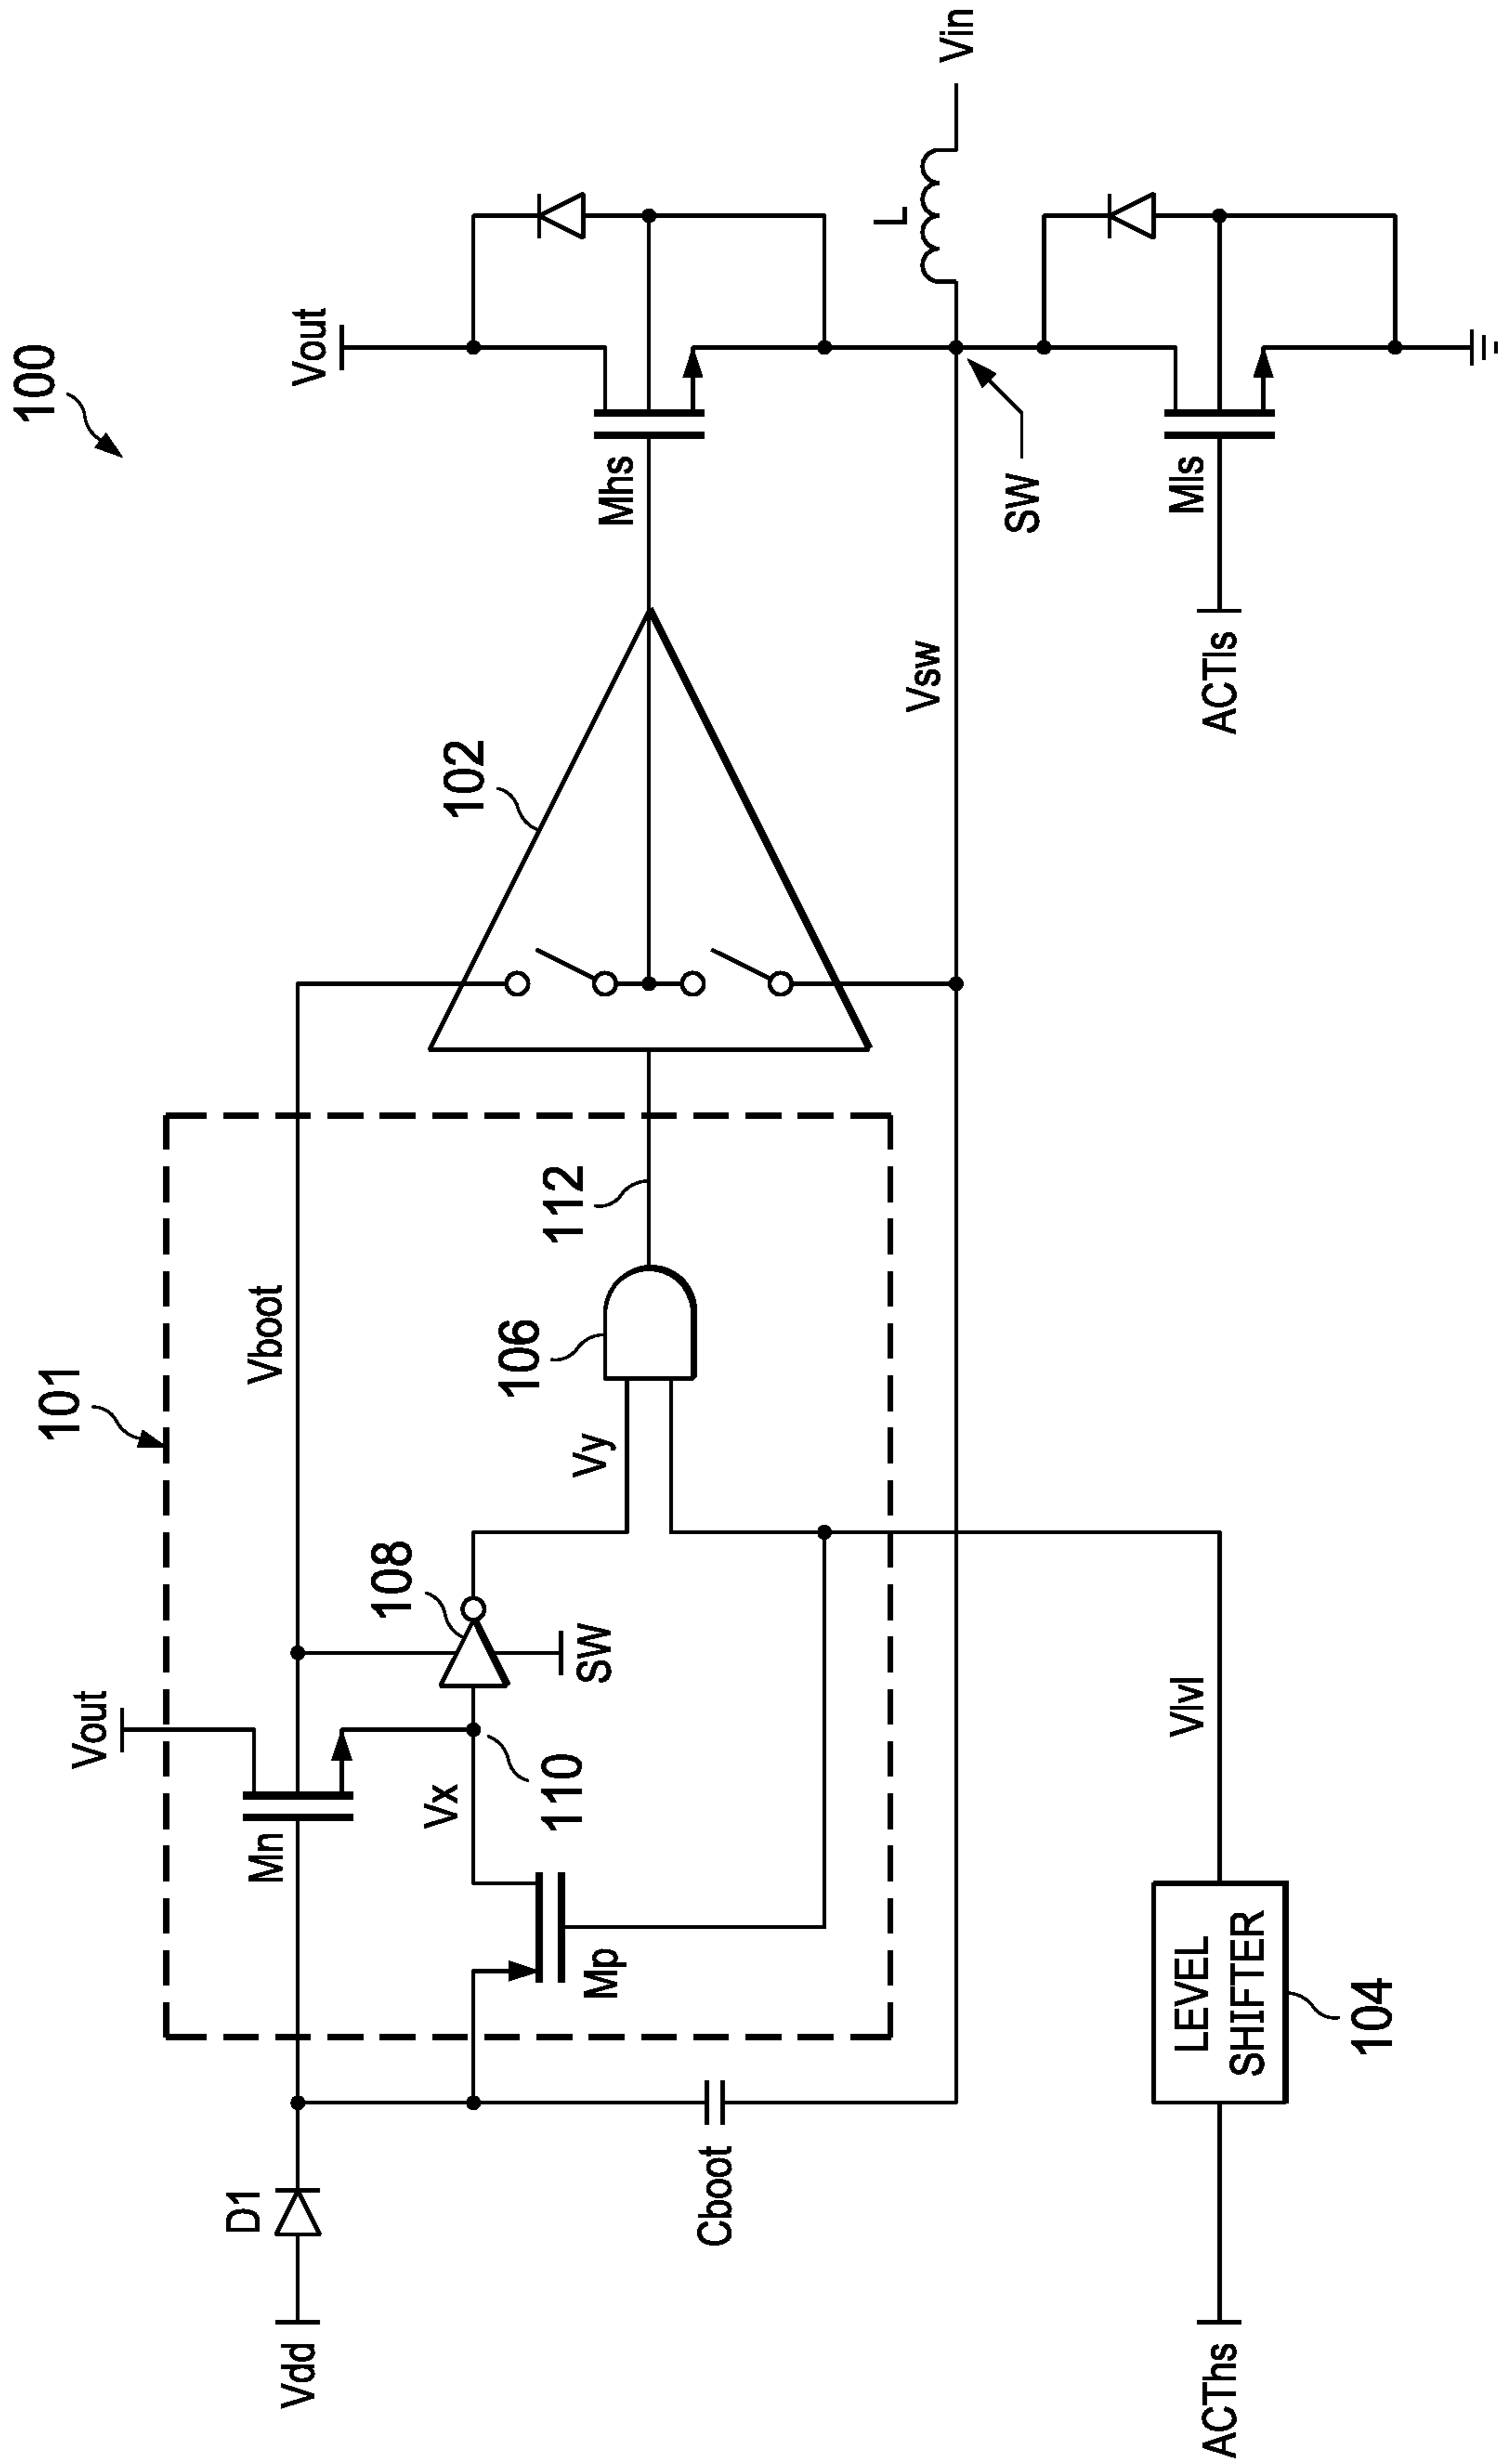 100
101
Vout
Vboot
Vdd
D1
Mn
Vx
110
108
SW
Vy
106
112
102
Mp
Cboot
Vout
Mhs
Vsw
SW
L
Vin
Mls
ACTls
Vlvl
LEVEL
SHIFTER
104
ACThs